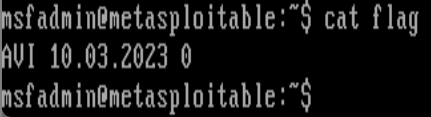 msfadmin@metasploitable:~$ cat flag
AVI 10.03.2023 0
msfadmin@metasploitable:~$